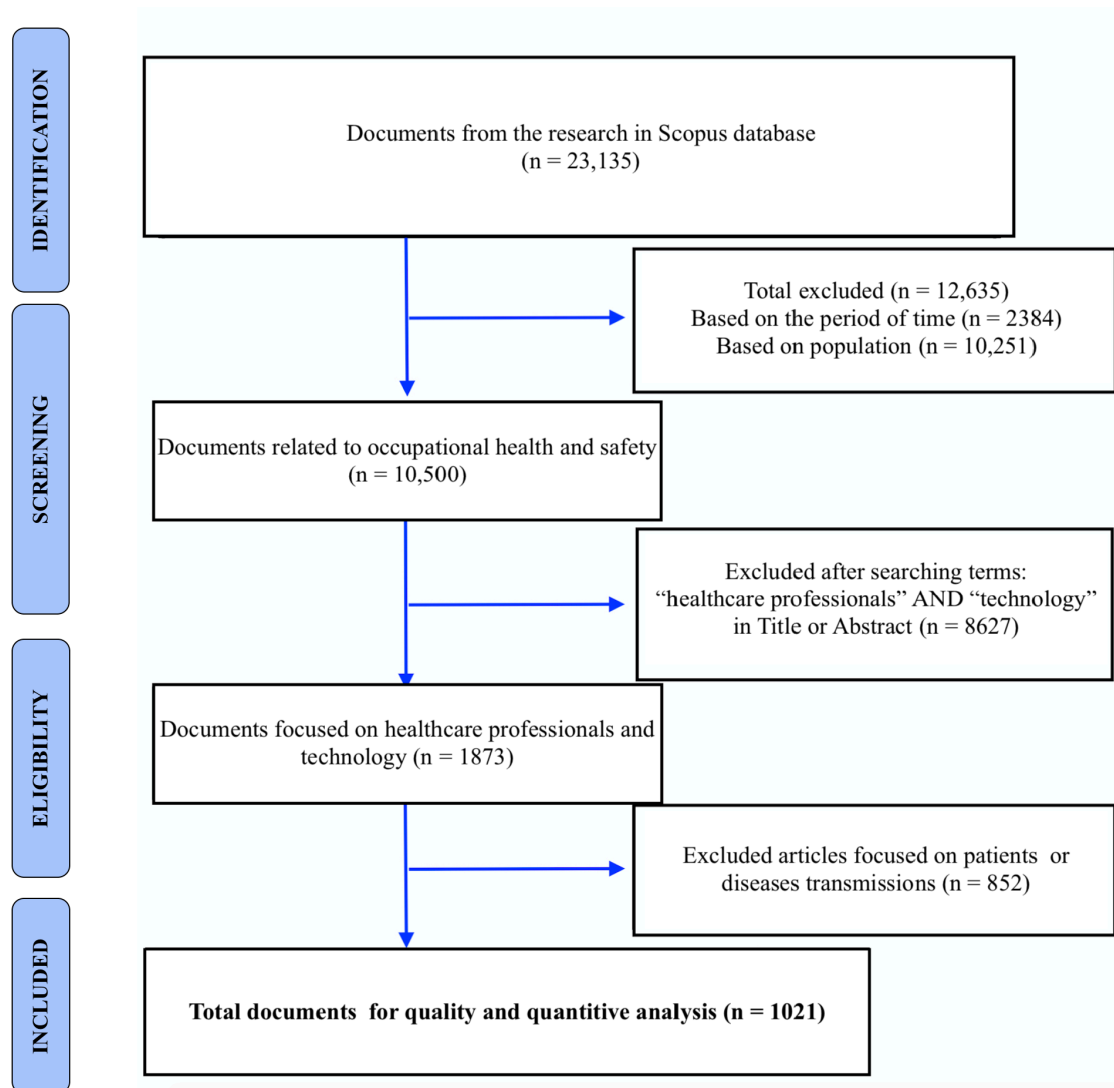 IDENTIFICATION
Documents from the research in Scopus database
(n = 23,135)
Total excluded (n = 12,635)
Based on the period of time (n = 2384)
Based on population (n = 10,251)
SCREENING
Documents related to occupational health and safety
(n = 10,500)
Excluded after searching terms:
“healthcare professionals” AND “technology”
in Title or Abstract (n = 8627)
ELIGIBILITY
Documents focused on healthcare professionals and
technology (n = 1873)
Excluded articles focused on patients or
diseases transmissions (n = 852)
INCLUDED
Total documents for quality and quantitive analysis (n = 1021)